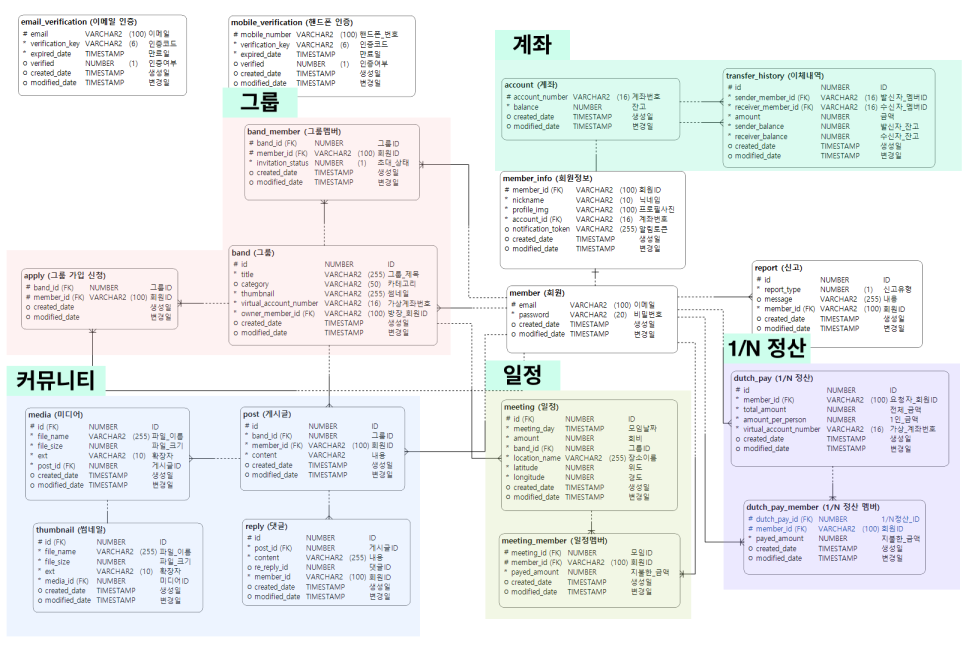 email_verification (이메일 인증)
# email VARCHAR2 (100) 이메일
* verification_key VARCHAR2 (6) 인증코드
* expired_date TIMESTAMP 만료일
o verified NUMBER (1) 인증여부
o created_date TIMESTAMP 생성일
o modified_date TIMESTAMP 변경일
mobile_verification (핸드폰 인증)
# mobile_number VARCHAR2 (100) 핸드폰_번호
* verification_key VARCHAR2 (6) 인증코드
* expired_date TIMESTAMP 만료일
o verified NUMBER (1) 인증여부
o created_date TIMESTAMP 생성일
o modified_date TIMESTAMP 변경일
계좌
account (계좌)
# account_number VARCHAR2 (16) 계좌번호
* balance NUMBER 잔고
o created_date TIMESTAMP 생성일
o modified_date TIMESTAMP 변경일
transfer_history (이체내역)
# id NUMBER ID
* sender_member_id (FK) VARCHAR2 (16) 발신자_멤버ID
* receiver_member_id (FK) VARCHAR2 (16) 수신자_멤버ID
* amount NUMBER 금액
* sender_balance NUMBER 발신자_잔고
* receiver_balance NUMBER 수신자_잔고
o created_date TIMESTAMP 생성일
o modified_date TIMESTAMP 변경일
그룹
band_member (그룹멤버)
# band_id (FK) NUMBER 그룹ID
# member_id (FK) VARCHAR2 (100) 회원ID
* invitation_status NUMBER (1) 초대_상태
o created_date TIMESTAMP 생성일
o modified_date TIMESTAMP 변경일
member_info (회원정보)
# member_id (FK) VARCHAR2 (100) 회원ID
* nickname VARCHAR2 (10) 닉네임
* profile_img VARCHAR2 (100) 프로필사진
* account_id (FK) VARCHAR2 (16) 계좌번호
o notification_token VARCHAR2 (255) 알림토큰
o created_date TIMESTAMP 생성일
o modified_date TIMESTAMP 변경일
apply (그룹 가입 신청)
# band_id (FK) NUMBER 그룹ID
# member_id (FK) VARCHAR2 (100) 회원ID
o created_date TIMESTAMP 생성일
o modified_date TIMESTAMP 변경일
band (그룹)
# id NUMBER ID
* title VARCHAR2 (255) 그룹_제목
o category VARCHAR2 (50) 카테고리
* thumbnail VARCHAR2 (255) 썸네일
* virtual_account_number VARCHAR2 (16) 가상계좌번호
* owner_member_id (FK) VARCHAR2 (100) 방장_회원ID
o created_date TIMESTAMP 생성일
o modified_date TIMESTAMP 변경일
member (회원)
# email VARCHAR2 (100) 이메일
* password VARCHAR2 (20) 비밀번호
o created_date TIMESTAMP 생성일
o modified_date TIMESTAMP 변경일
report (신고)
# id NUMBER ID
* report_type NUMBER (1) 신고유형
o message VARCHAR2 (255) 내용
* member_id (FK) VARCHAR2 (100) 회원ID
o created_date TIMESTAMP 생성일
o modified_date TIMESTAMP 변경일
커뮤니티
media (미디어)
# id (FK) NUMBER ID
* file_name VARCHAR2 (255) 파일_이름
* file_size NUMBER 파일_크기
* ext VARCHAR2 (10) 확장자
* post_id (FK) NUMBER 게시글ID
o created_date TIMESTAMP 생성일
o modified_date TIMESTAMP 변경일
post (게시글)
# id NUMBER ID
* band_id (FK) NUMBER 그룹ID
* member_id (FK) VARCHAR2 (100) 회원ID
* content VARCHAR2 내용
o created_date TIMESTAMP 생성일
o modified_date TIMESTAMP 변경일
thumbnail (썸네일)
# id (FK) NUMBER ID
* file_name VARCHAR2 (255) 파일_이름
* file_size NUMBER 파일_크기
* ext VARCHAR2 (10) 확장자
* media_id (FK) NUMBER 미디어ID
o created_date TIMESTAMP 생성일
o modified_date TIMESTAMP 변경일
reply (댓글)
# id NUMBER ID
* post_id (FK) NUMBER 게시글ID
* content VARCHAR2 (255) 내용
o re_reply_id NUMBER 댓글ID
* member_id VARCHAR2 (100) 회원ID
o created_date TIMESTAMP 생성일
o modified_date TIMESTAMP 변경일
일정
meeting (일정)
# id (FK) NUMBER ID
* meeting_day TIMESTAMP 모임날짜
* amount NUMBER 회비
* band_id (FK) NUMBER 그룹ID
* location_name VARCHAR2 (255) 장소이름
* latitude NUMBER 위도
* longitude NUMBER 경도
o created_date TIMESTAMP 생성일
o modified_date TIMESTAMP 변경일
meeting_member (일정멤버)
# meeting_id (FK) NUMBER 모임ID
# member_id (FK) VARCHAR2 (100) 회원ID
* payed_amount NUMBER 지불한_금액
o created_date TIMESTAMP 생성일
o modified_date TIMESTAMP 변경일
1/N 정산
dutch_pay (1/N 정산)
# id NUMBER ID
* member_id (FK) VARCHAR2 (100) 요청자_회원ID
* total_amount NUMBER 전체_금액
* amount_per_person NUMBER 1인_금액
* virtual_account_number VARCHAR2 (16) 가상_계좌번호
o created_date TIMESTAMP 생성일
o modified_date TIMESTAMP 변경일
dutch_pay_member (1/N 정산 멤버)
# dutch_pay_id (FK) NUMBER 1/N정산_ID
# member_id (FK) VARCHAR2 (100) 회원ID
* payed_amount NUMBER 지불한_금액
o created_date TIMESTAMP 생성일
o modified_date TIMESTAMP 변경일